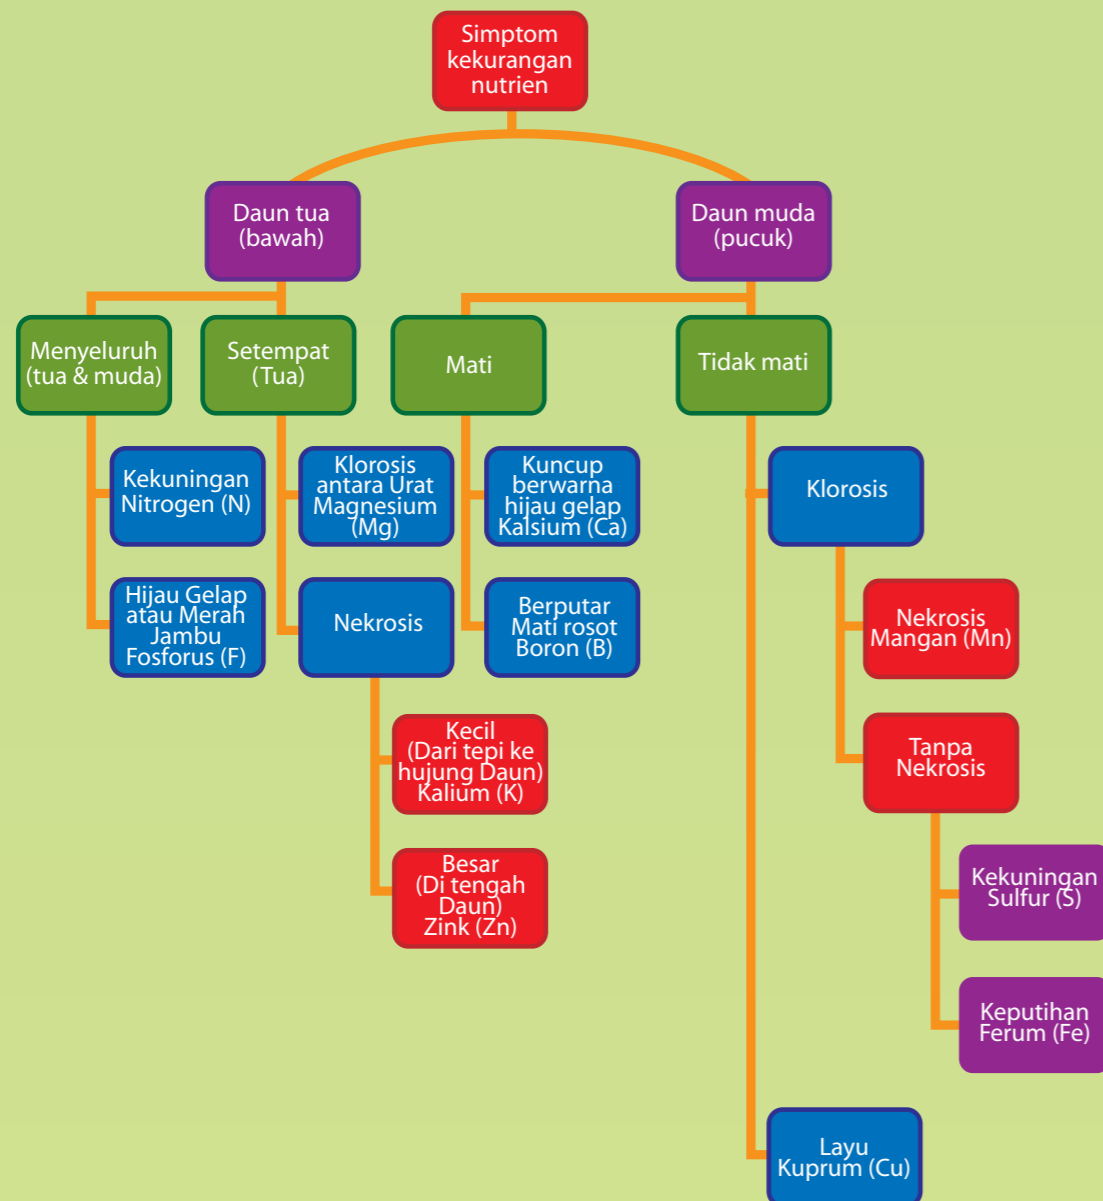 Simptom
kekurangan
nutrien
Daun tua
(bawah)
Daun muda
(pucuk)
Menyeluruh
(tua & muda)
Setempat
(Tua)
Mati
Tidak mati
Kekuningan
Nitrogen (N)
Klorosis
antara Urat
Magnesium
(Mg)
Kuncup
berwarna
hijau gelap
Kalsium (Ca)
Klorosis
Hijau Gelap
atau Merah
Jambu
Fosforus (F)
Nekrosis
Berputar
Mati rosot
Boron (B)
Nekrosis
Mangan (Mn)
Kecil
(Dari tepi ke
hujung Daun)
Kalium (K)
Tanpa
Nekrosis
Besar
(Di tengah
Daun)
Zink (Zn)
Kekuningan
Sulfur (S)
Keputihan
Ferum (Fe)
Layu
Kuprum (Cu)